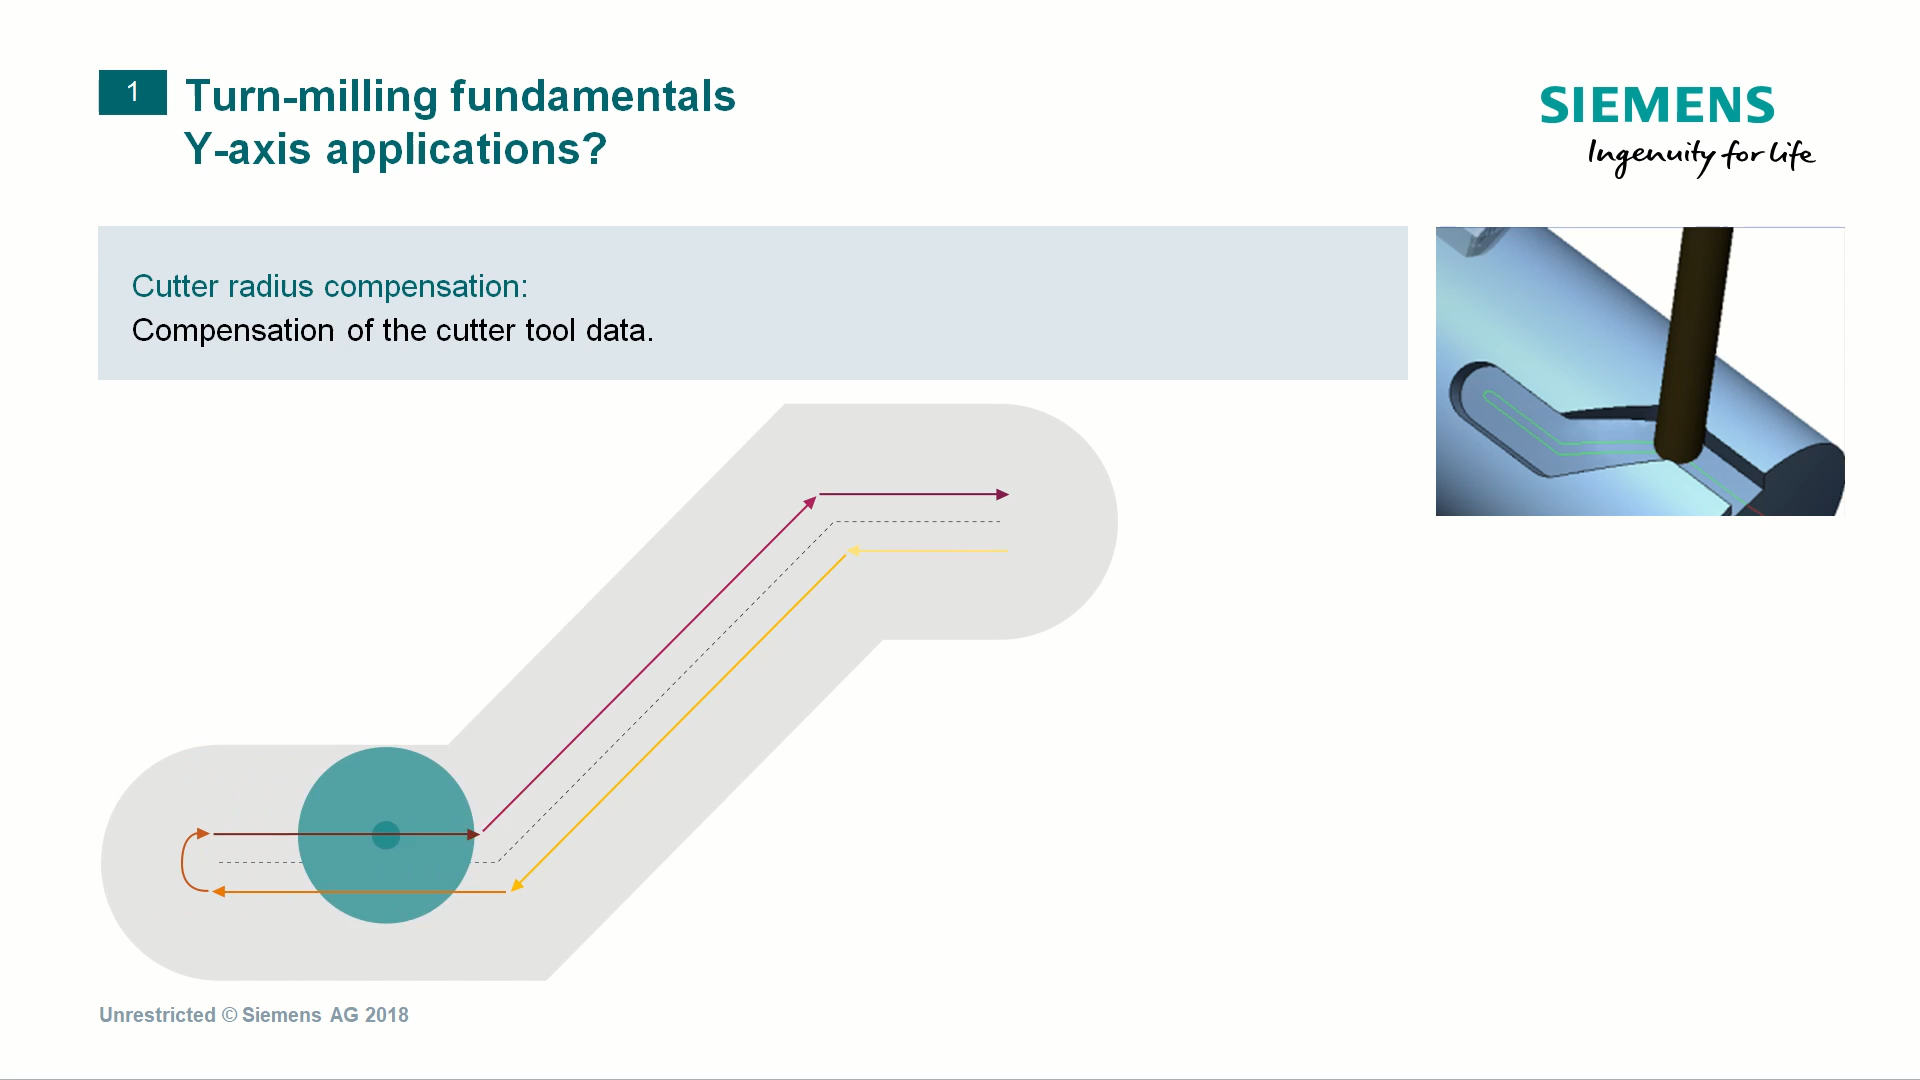 1
Turn-milling fundamentals
Y-axis applications?
SIEMENS
Ingenuity for life
Cutter radius compensation:
Compensation of the cutter tool data.
Unrestricted © Siemens AG 2018